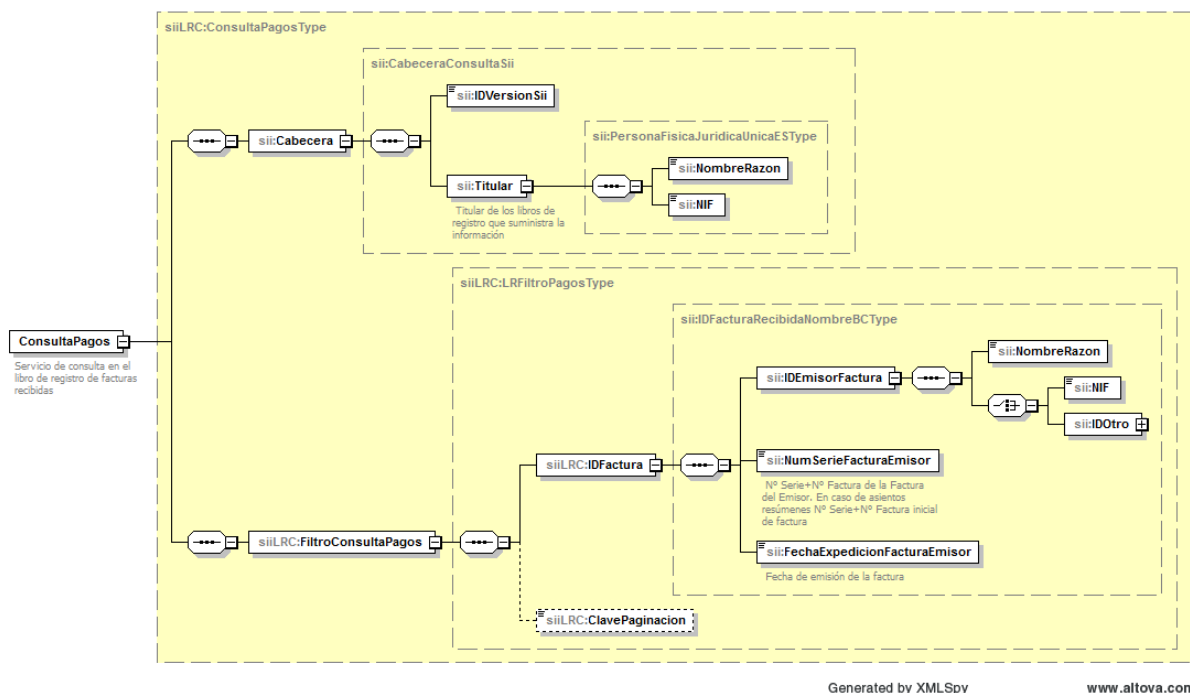 siiLRC:ConsultaPagosType
sii:CabeceraConsultaSii
sii:IDVersionSii
sii:PersonaFisicaJuridicaUnicaESType
sii:Cabecera
sii:NombreRazon
sii:Titular
sii:NIF
Titular de los libros de
registro que suministra la
información
siiLRC:LRFiltroPagosType
sii:IDFacturaRecibidaNombreBCType
ConsultaPagos
Servicio de consulta en el
libro de registro de facturas
recibidas
sii:NombreRazon
sii:IDEmisorFactura
sii:NIF
sii:IDOtro
siiLRC:IDFactura
sii:NumSerieFacturaEmisor
Nº Serie+Nº Factura de la Factura
del Emisor. En caso de asientos
resúmenes Nº Serie+Nº Factura inicial
de factura
siiLRC:FiltroConsultaPagos
sii:FechaExpedicionFacturaEmisor
Fecha de emisión de la factura
siiLRC:ClavePaginacion
Generated by XMLSpy
www.altova.com